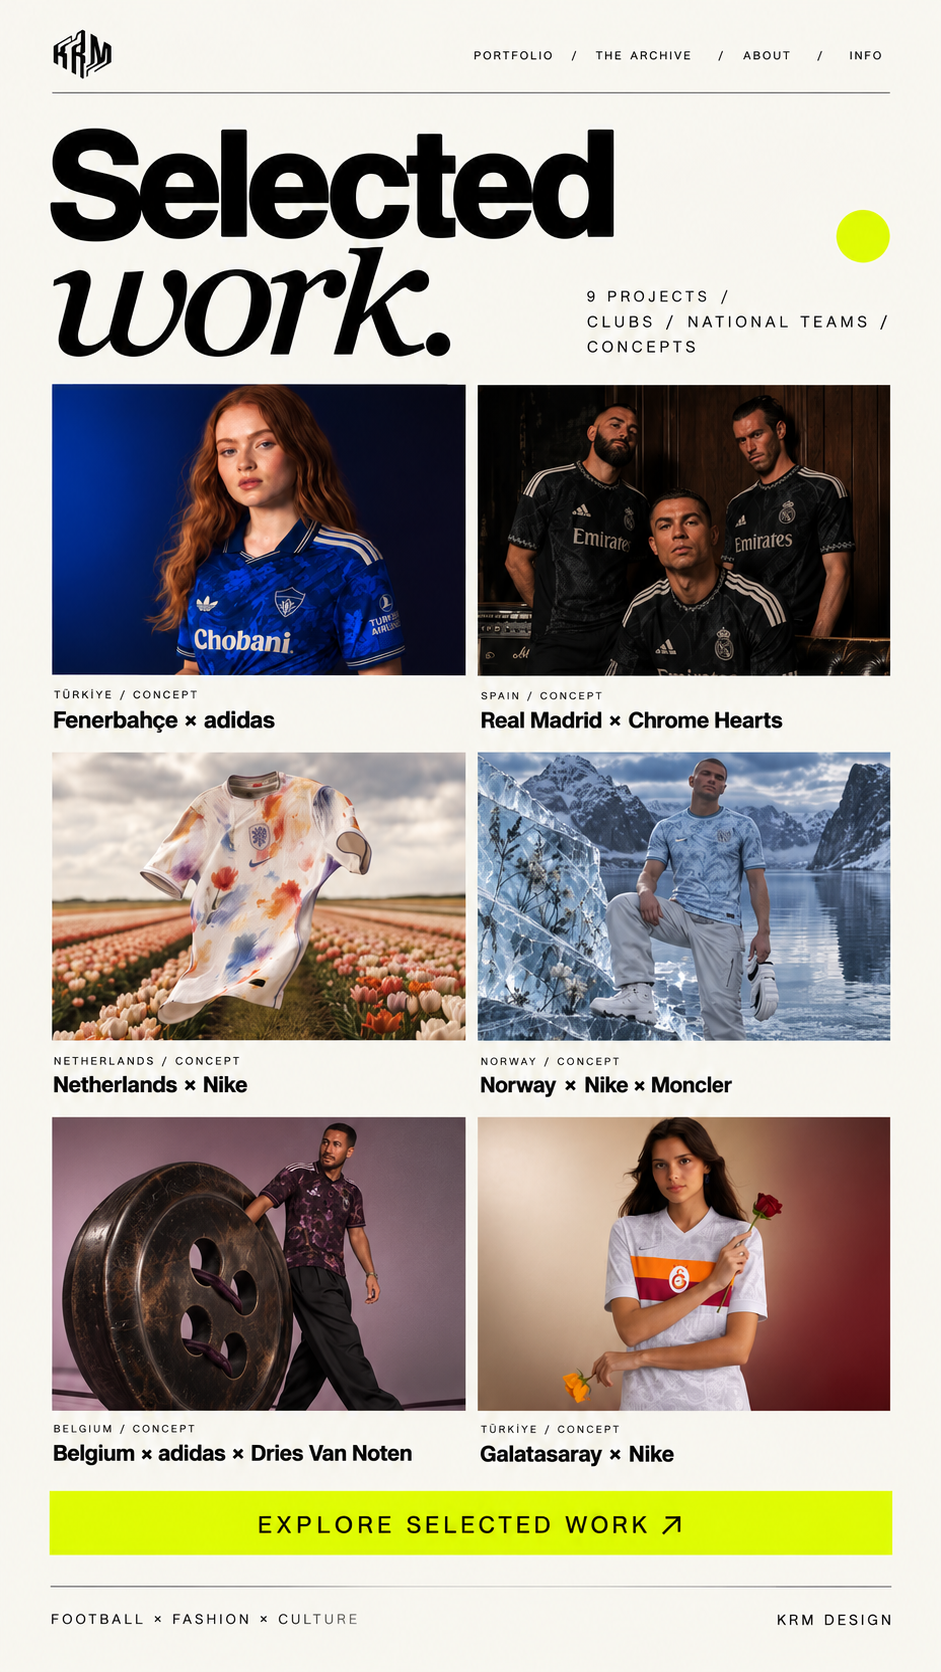 KRM
PORTFOLIO / THE ARCHIVE / ABOUT / INFO
Selected
work.
9 PROJECTS /
CLUBS / NATIONAL TEAMS /
CONCEPTS
Chobani.
TURKISH
AIRLINES
Emirates
Emirates
Emirates
TÜRKİYE / CONCEPT
Fenerbahçe × adidas
SPAIN / CONCEPT
Real Madrid × Chrome Hearts
NETHERLANDS / CONCEPT
Netherlands × Nike
NORWAY / CONCEPT
Norway × Nike × Moncler
BELGIUM / CONCEPT
Belgium × adidas × Dries Van Noten
TÜRKİYE / CONCEPT
Galatasaray × Nike
EXPLORE SELECTED WORK ↗
FOOTBALL × FASHION × CULTURE
KRM DESIGN